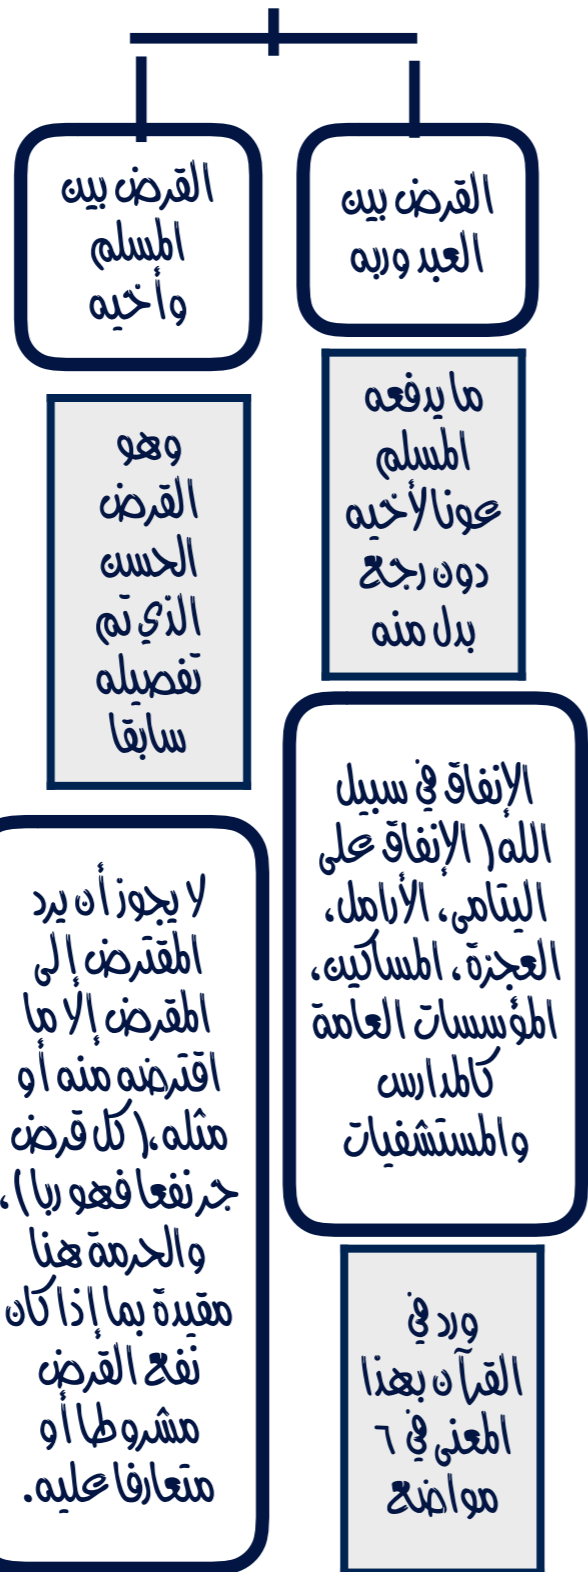 القرض بين
العبد وربه
ما يدفعه
المسلم
عونا لأخيه
دون رجع
بدل منه
الإنفاق في سبيل
الله( الإنفاق على
اليتامى، الأرامل،
العجزة، المساكين،
المؤسسات العامة
كالمدارس
والمستشفيات
ورد في
القرآن بهذا
المعنى في ٦
مواضع
القرض بين
المسلم
وأخيه
وهو
القرض
الحسن
الذي تم
تفصيله
سابقا
لا يجوز أن يرد
المقترض إلى
المقرض إلا ما
اقترضه منه أو
مثله،( كل قرض
جر نفعا فهو ربا)،
والحرمة هنا
مقيدة بما إذا كان
نفع القرض
مشروطا أو
متعارفا عليه.